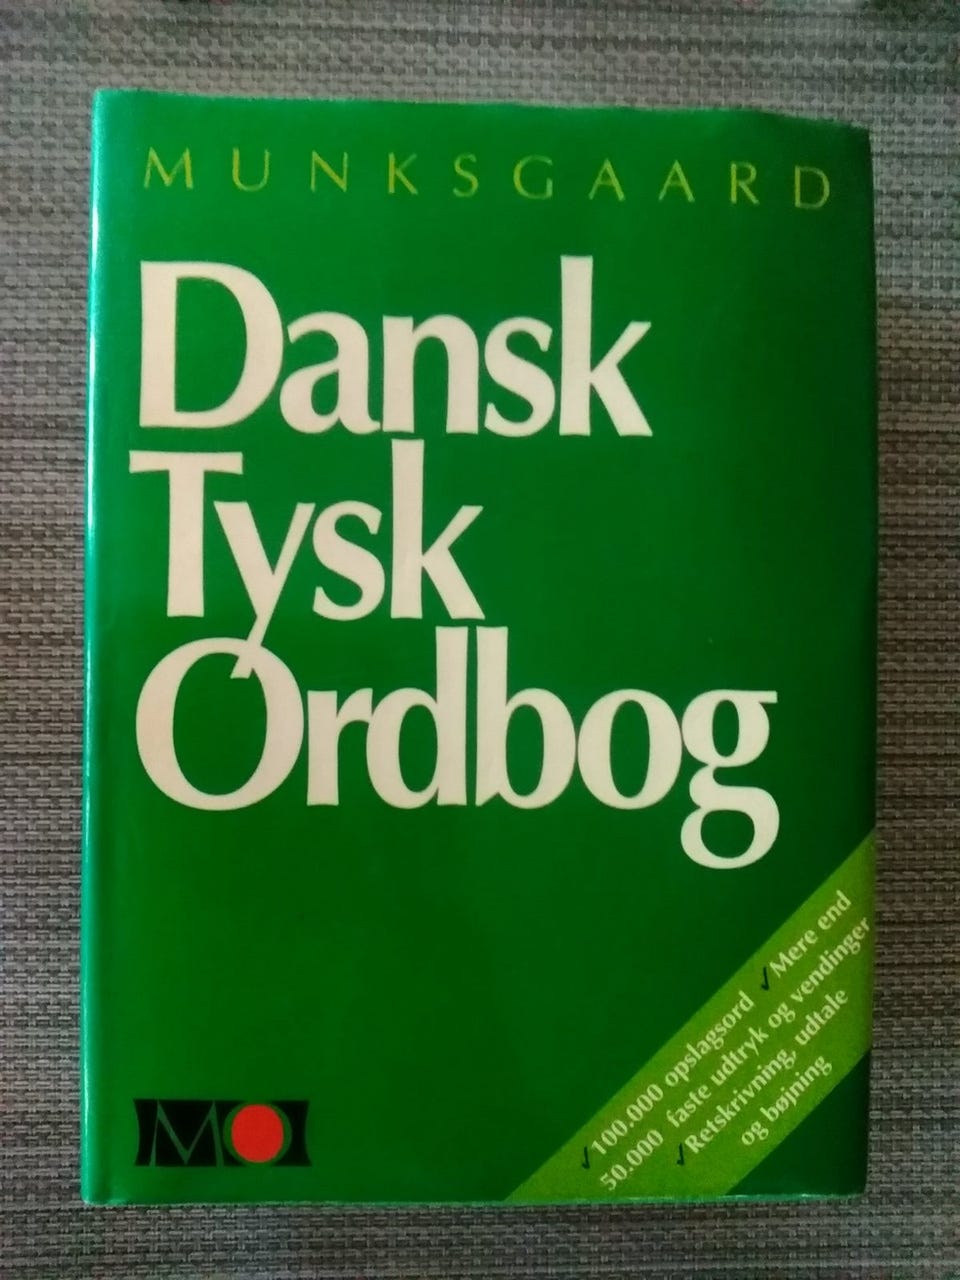 MUNKSGAARD
Dansk
Tysk
Ordbog
✓ 100.000 opslagsord ✓ Mere end
50.000 faste udtryk og vendinger
✓ Retskrivning, udtale
og bøjning
MO